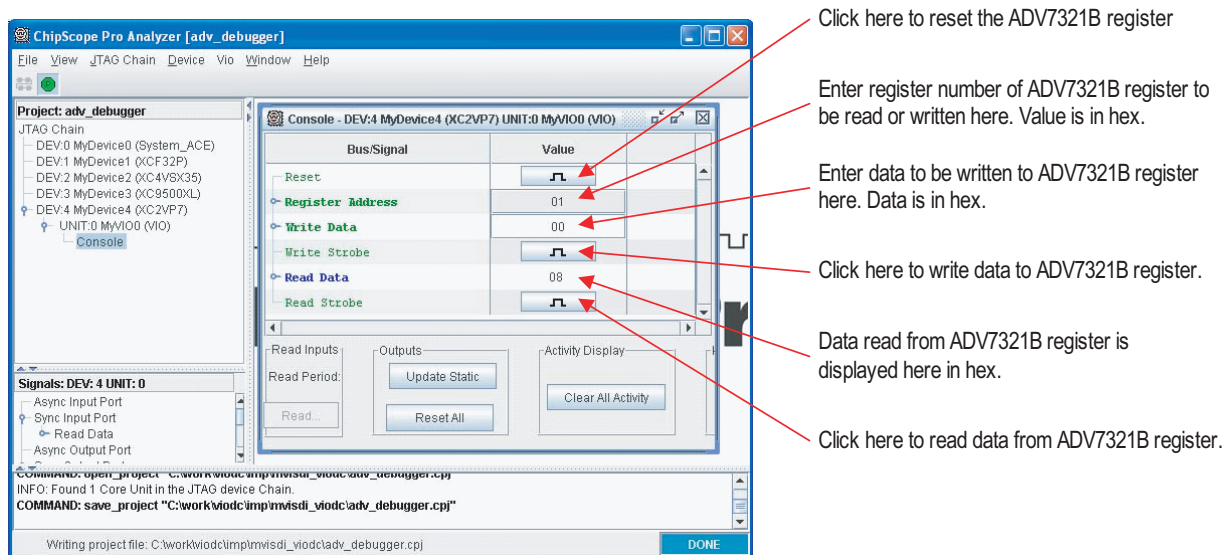 ChipScope Pro Analyzer [adv_debugger]
File View JTAG Chain Device Vio Window Help
Project: adv_debugger
JTAG Chain
DEV:0 MyDevice0 (System_ACE)
DEV:1 MyDevice1 (XCF32P)
DEV:2 MyDevice2 (XC4VSX35)
DEV:3 MyDevice3 (XC9500XL)
DEV:4 MyDevice4 (XC2VP7)
UNIT:0 MyVIO0 (VIO)
Console
Signals: DEV: 4 UNIT: 0
Async Input Port
Sync Input Port
Read Data
Async Output Port
Console - DEV:4 MyDevice4 (XC2VP7) UNIT:0 MyVIO0 (VIO)
Bus/Signal Value
Reset
Register Address 01
Write Data 00
Write Strobe
Read Data 08
Read Strobe
Read Inputs
Read Period:
Read...
Outputs
Update Static
Reset All
Activity Display
Clear All Activity
COMMAND: open_project "C:\work\viodc\imp\mvisdi_viodc\adv_debugger.cpj
INFO: Found 1 Core Unit in the JTAG device Chain.
COMMAND: save_project "C:\work\viodc\imp\mvisdi_viodc\adv_debugger.cpj"
Writing project file: C:\work\viodc\imp\mvisdi_viodc\adv_debugger.cpj
DONE
Click here to reset the ADV7321B register
Enter register number of ADV7321B register to
be read or written here. Value is in hex.
Enter data to be written to ADV7321B register
here. Data is in hex.
Click here to write data to ADV7321B register.
Data read from ADV7321B register is
displayed here in hex.
Click here to read data from ADV7321B register.